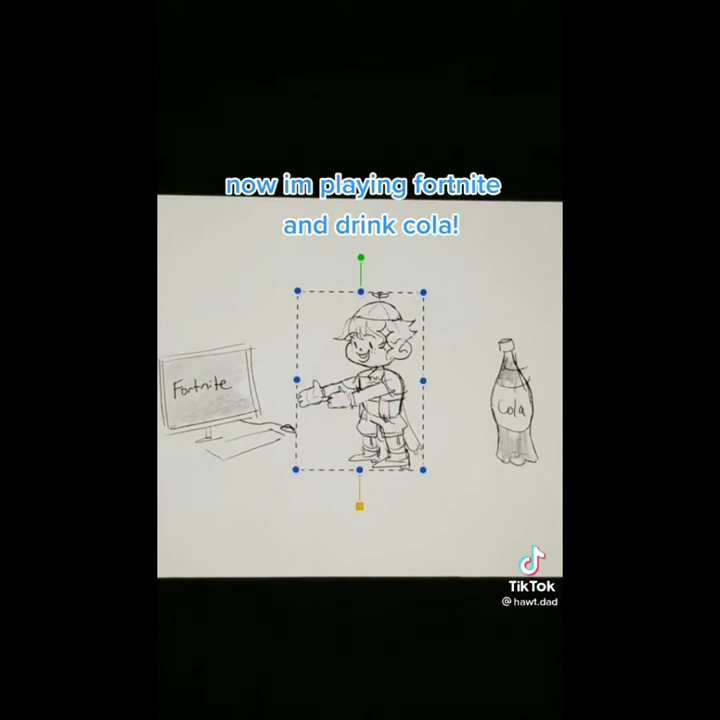 now im playing fortnite
and drink cola!
Fortnite
Cola
TikTok
@ hawt.dad